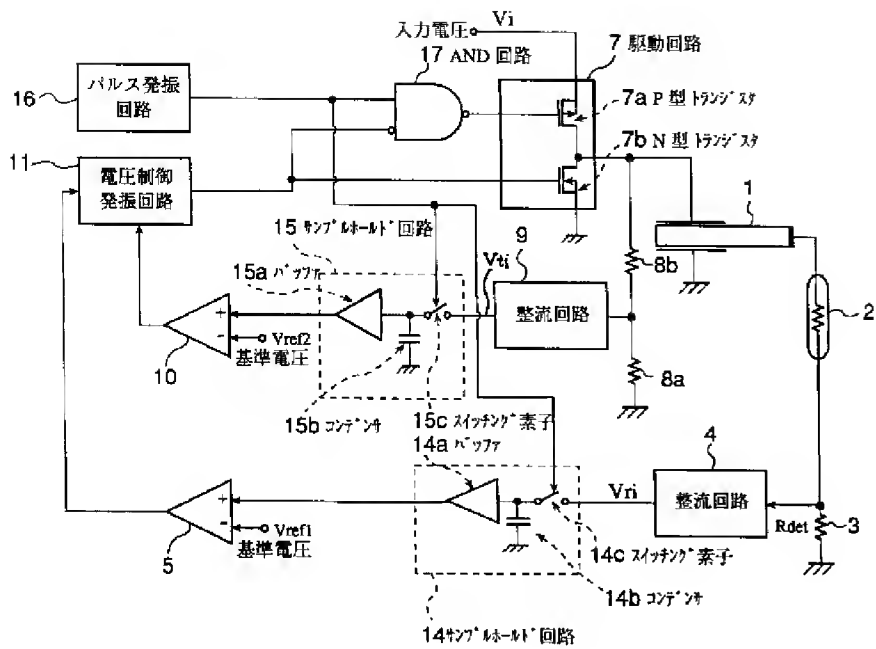 入力電圧 Vi
17 AND 回路
7 駆動回路
16
パルス発振
回路
7a P 型 トランジスタ
7b N 型 トランジスタ
11
電圧制御
発振回路
15 サンプルホールド 回路
15a バッファ
9
1
Vti
整流回路
8b
2
+
-
Vref2
基準電圧
10
8a
15b コンデンサ
15c スイッチング 素子
14a バッファ
4
Vri
整流回路
Rdet
3
+
-
Vref1
基準電圧
5
14c スイッチング 素子
14b コンデンサ
14サンプルホールド 回路